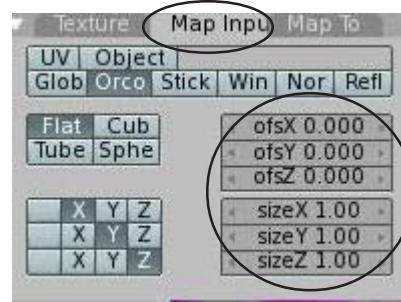 Texture Map Inpu Map To
UV Object
Glob Orco Stick Win Nor Refl
Flat Cub
Tube Sphe
ofsX 0.000
ofsY 0.000
ofsZ 0.000
X Y Z
X Y Z
X Y Z
sizeX 1.00
sizeY 1.00
sizeZ 1.00